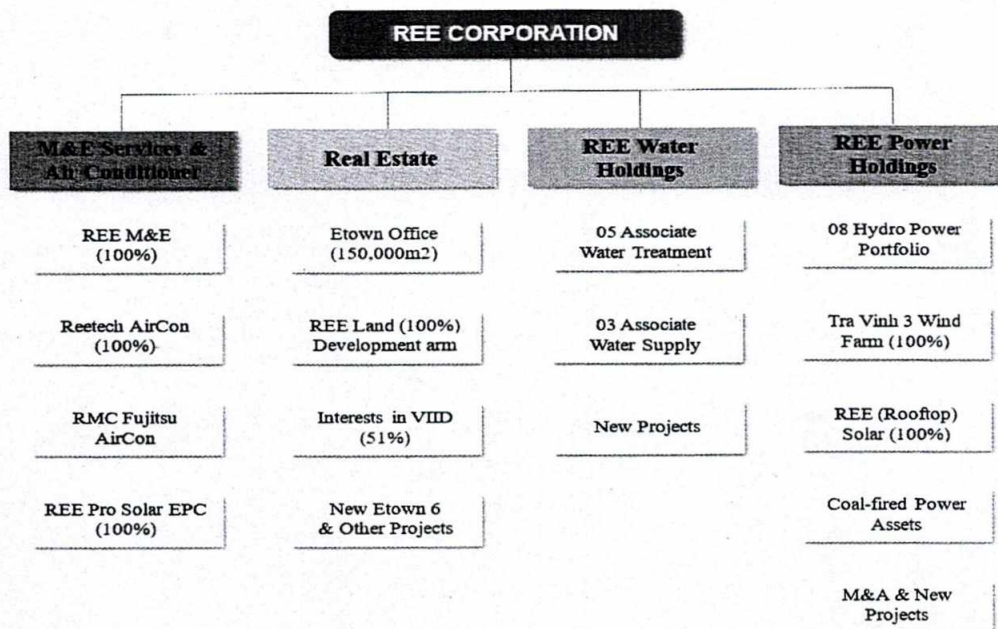 REE CORPORATION
M&E Services &
Air Conditioner
Real Estate
REE Water
Holdings
REE Power
Holdings
REE M&E
(100%)
Etown Office
(150,000m2)
05 Associate
Water Treatment
08 Hydro Power
Portfolio
Reetech AirCon
(100%)
REE Land (100%)
Development arm
03 Associate
Water Supply
Tra Vinh 3 Wind
Farm (100%)
RMC Fujitsu
AirCon
Interests in VIID
(51%)
New Projects
REE (Rooftop)
Solar (100%)
REE Pro Solar EPC
(100%)
New Etown 6
& Other Projects
Coal-fired Power
Assets
M&A & New
Projects